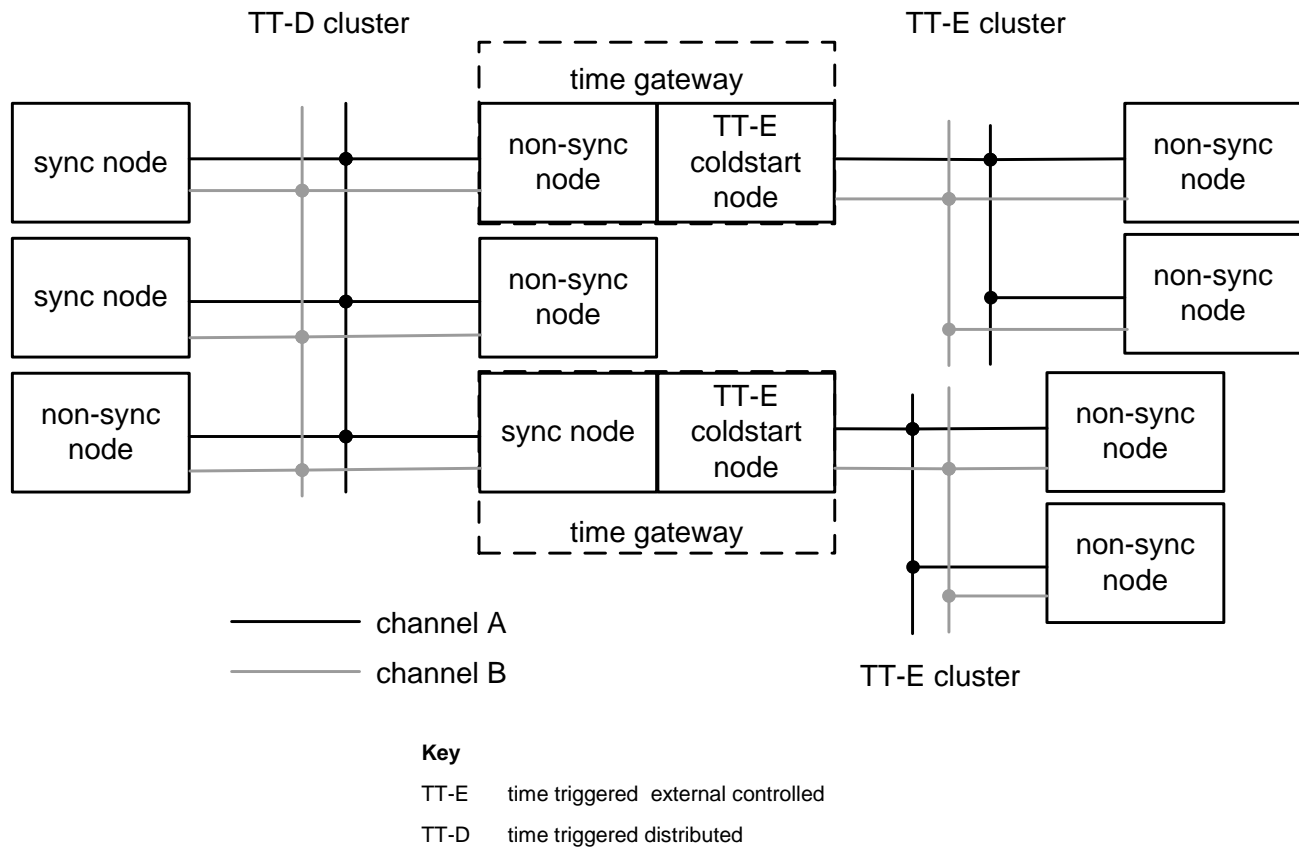 TT-D cluster
TT-E cluster
time gateway
sync node
non-sync
node
TT-E
coldstart
node
non-sync
node
sync node
non-sync
node
non-sync
node
non-sync
node
sync node
TT-E
coldstart
node
non-sync
node
time gateway
non-sync
node
channel A
channel B
TT-E cluster
Key
TT-E time triggered external controlled
TT-D time triggered distributed